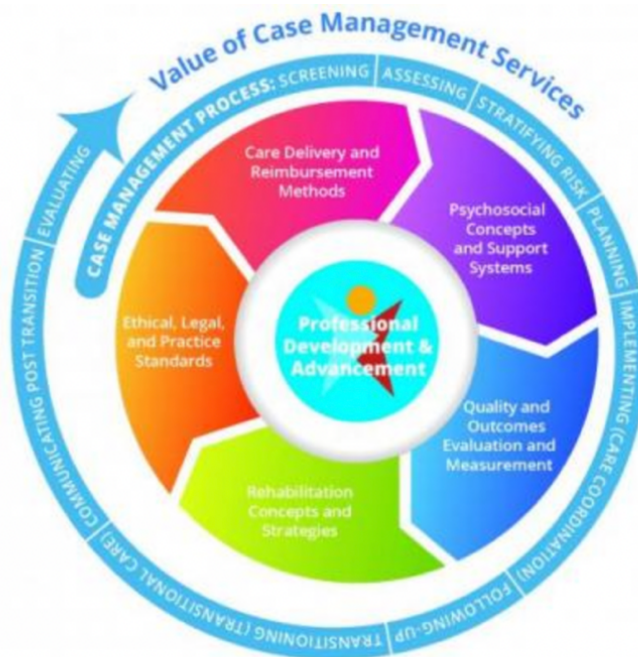 Value of Case Management Services
CASE MANAGEMENT PROCESS: SCREENING
ASSESSING
STRATIFYING RISK
PLANNING
IMPLEMENTING (CARE COORDINATION)
FOLLOWING-UP
TRANSITIONING (TRANSITIONAL CARE)
COMMUNICATING POST TRANSITION
EVALUATING
Care Delivery and
Reimbursement
Methods
Psychosocial
Concepts
and Support
Systems
Quality and
Outcomes
Evaluation and
Measurement
Rehabilitation
Concepts and
Strategies
Ethical, Legal,
and Practice
Standards
Professional
Development &
Advancement